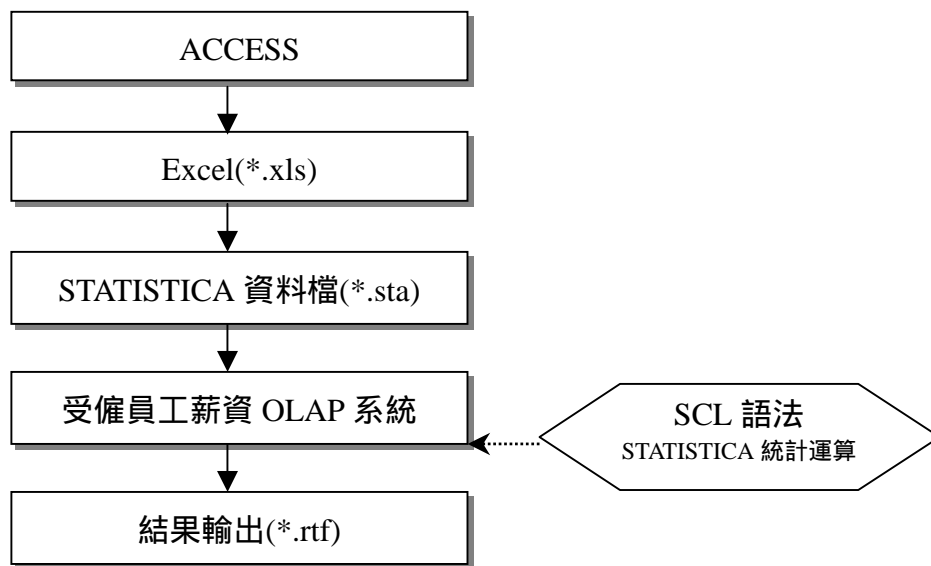 ACCESS
Excel(*.xls)
STATISTICA 資料檔(*.sta)
受僱員工薪資 OLAP 系統
SCL 語法
STATISTICA 統計運算
結果輸出(*.rtf)